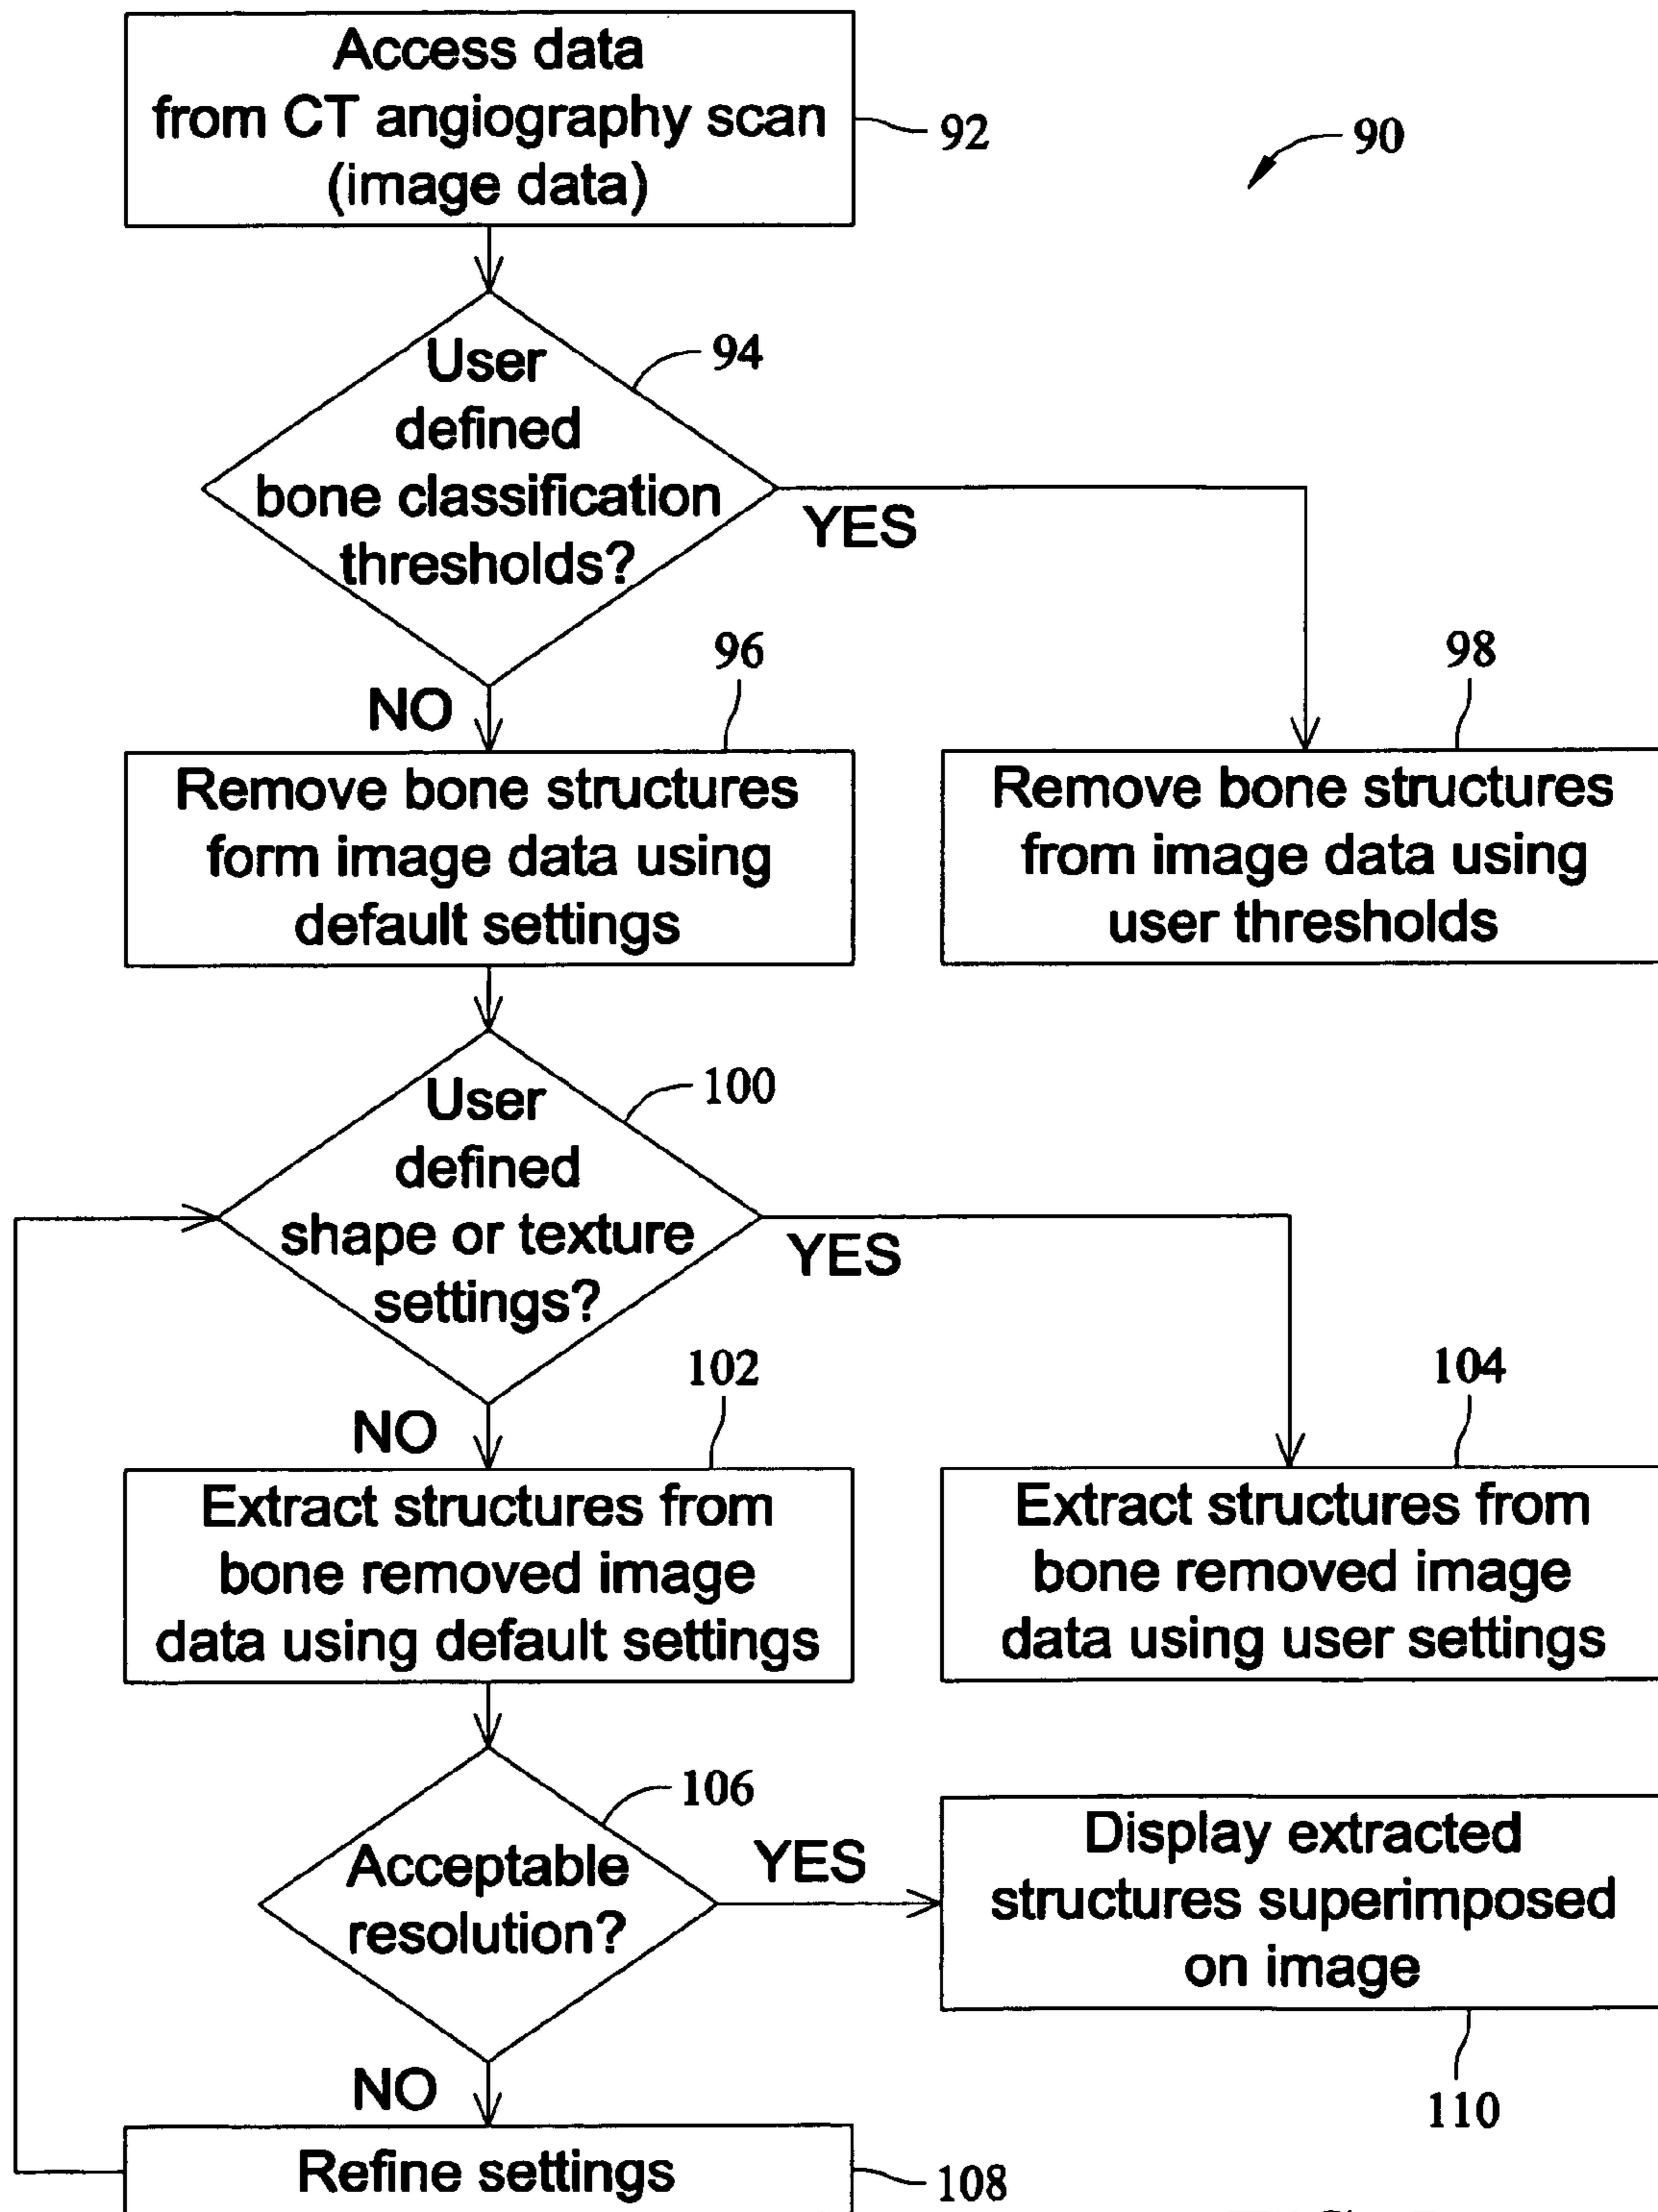 Access data
from CT angiography scan
(image data)
92
90
User
defined
bone classification
thresholds?
94
YES
NO
96
98
Remove bone structures
form image data using
default settings
Remove bone structures
from image data using
user thresholds
User
defined
shape or texture
settings?
100
YES
NO
102
104
Extract structures from
bone removed image
data using default settings
Extract structures from
bone removed image
data using user settings
106
Acceptable
resolution?
YES
Display extracted
structures superimposed
on image
110
NO
Refine settings
108